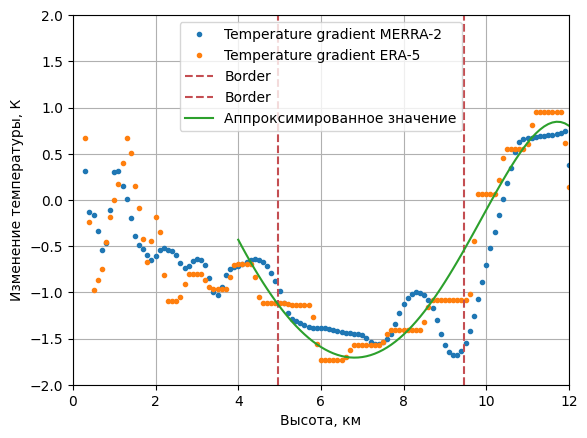 2.0
1.5
1.0
0.5
0.0
−0.5
−1.0
−1.5
−2.0
Изменение температуры, K
Temperature gradient MERRA-2
Temperature gradient ERA-5
Border
Border
Аппроксимированное значение
0 2 4 6 8 10 12
Высота, км